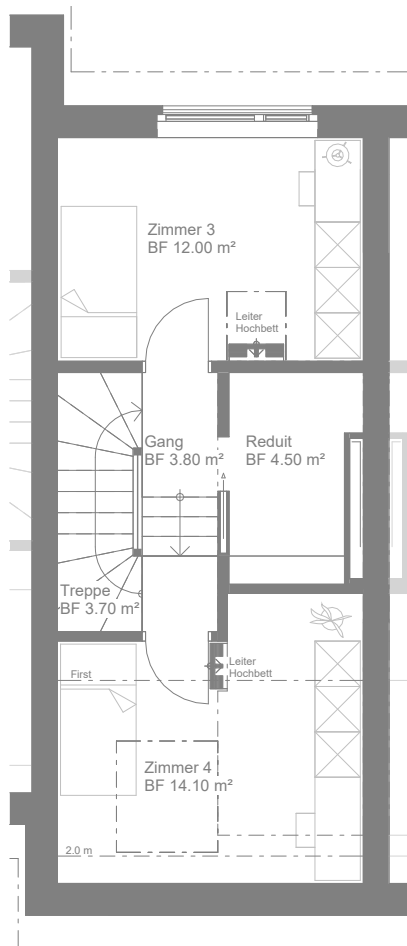 Zimmer 3
BF 12.00 m²
Leiter
Hochbett
Gang
BF 3.80 m²
Reduit
BF 4.50 m²
Treppe
BF 3.70 m²
First
Leiter
Hochbett
Zimmer 4
BF 14.10 m²
2.0 m